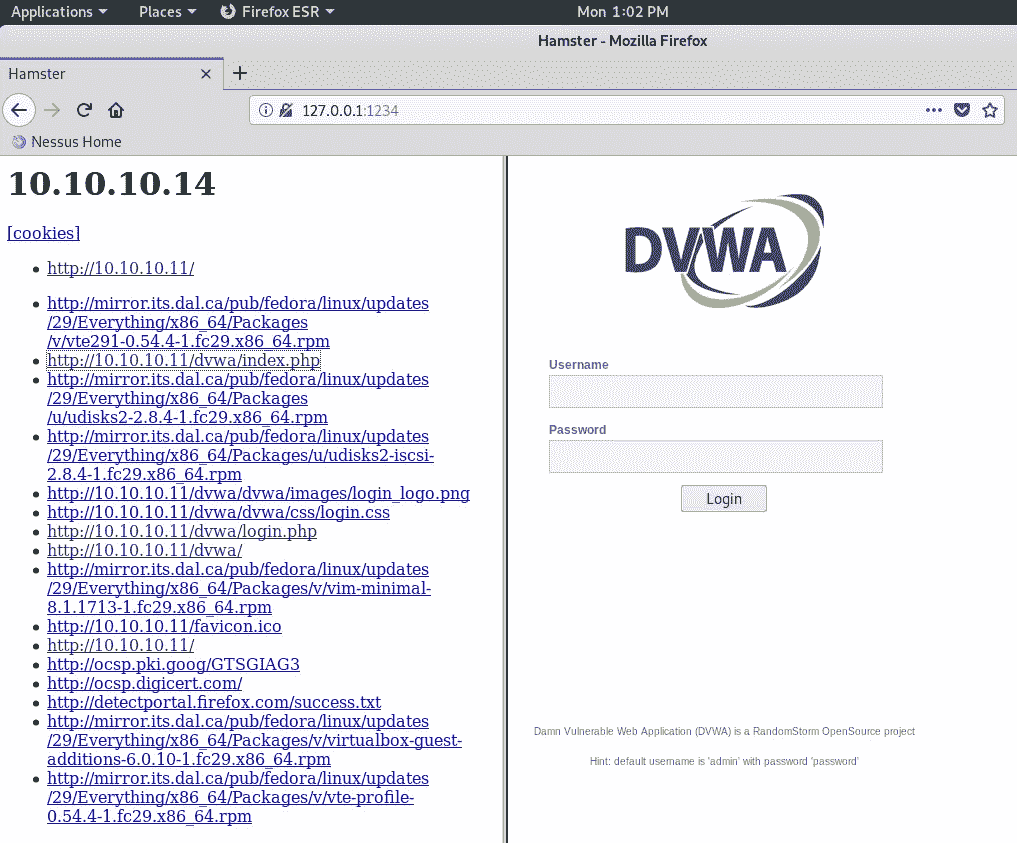 Applications Places Firefox ESR Mon 1:02 PM
Hamster - Mozilla Firefox
Hamster
127.0.0.1:1234
Nessus Home
10.10.10.14
[cookies]
http://10.10.10.11/
http://mirror.its.dal.ca/pub/fedora/linux/updates
/29/Everything/x86_64/Packages
/v/vte291-0.54.4-1.fc29.x86_64.rpm
http://10.10.10.11/dvwa/index.php
http://mirror.its.dal.ca/pub/fedora/linux/updates
/29/Everything/x86_64/Packages
/u/udisks2-2.8.4-1.fc29.x86_64.rpm
http://mirror.its.dal.ca/pub/fedora/linux/updates
/29/Everything/x86_64/Packages/u/udisks2-iscsi-
2.8.4-1.fc29.x86_64.rpm
http://10.10.10.11/dvwa/dvwa/images/login_logo.png
http://10.10.10.11/dvwa/dvwa/css/login.css
http://10.10.10.11/dvwa/login.php
http://10.10.10.11/dvwa/
http://mirror.its.dal.ca/pub/fedora/linux/updates
/29/Everything/x86_64/Packages/v/vim-minimal-
8.1.1713-1.fc29.x86_64.rpm
http://10.10.10.11/favicon.ico
http://10.10.10.11/
http://ocsp.pki.goog/GTSGIAG3
http://ocsp.digicert.com/
http://detectportal.firefox.com/success.txt
http://mirror.its.dal.ca/pub/fedora/linux/updates
/29/Everything/x86_64/Packages/v/virtualbox-guest-
additions-6.0.10-1.fc29.x86_64.rpm
http://mirror.its.dal.ca/pub/fedora/linux/updates
/29/Everything/x86_64/Packages/v/vte-profile-
0.54.4-1.fc29.x86_64.rpm
DVWA
Username
Password
Login
Damn Vulnerable Web Application (DVWA) is a RandomStorm OpenSource project
Hint: default username is 'admin' with password 'password'